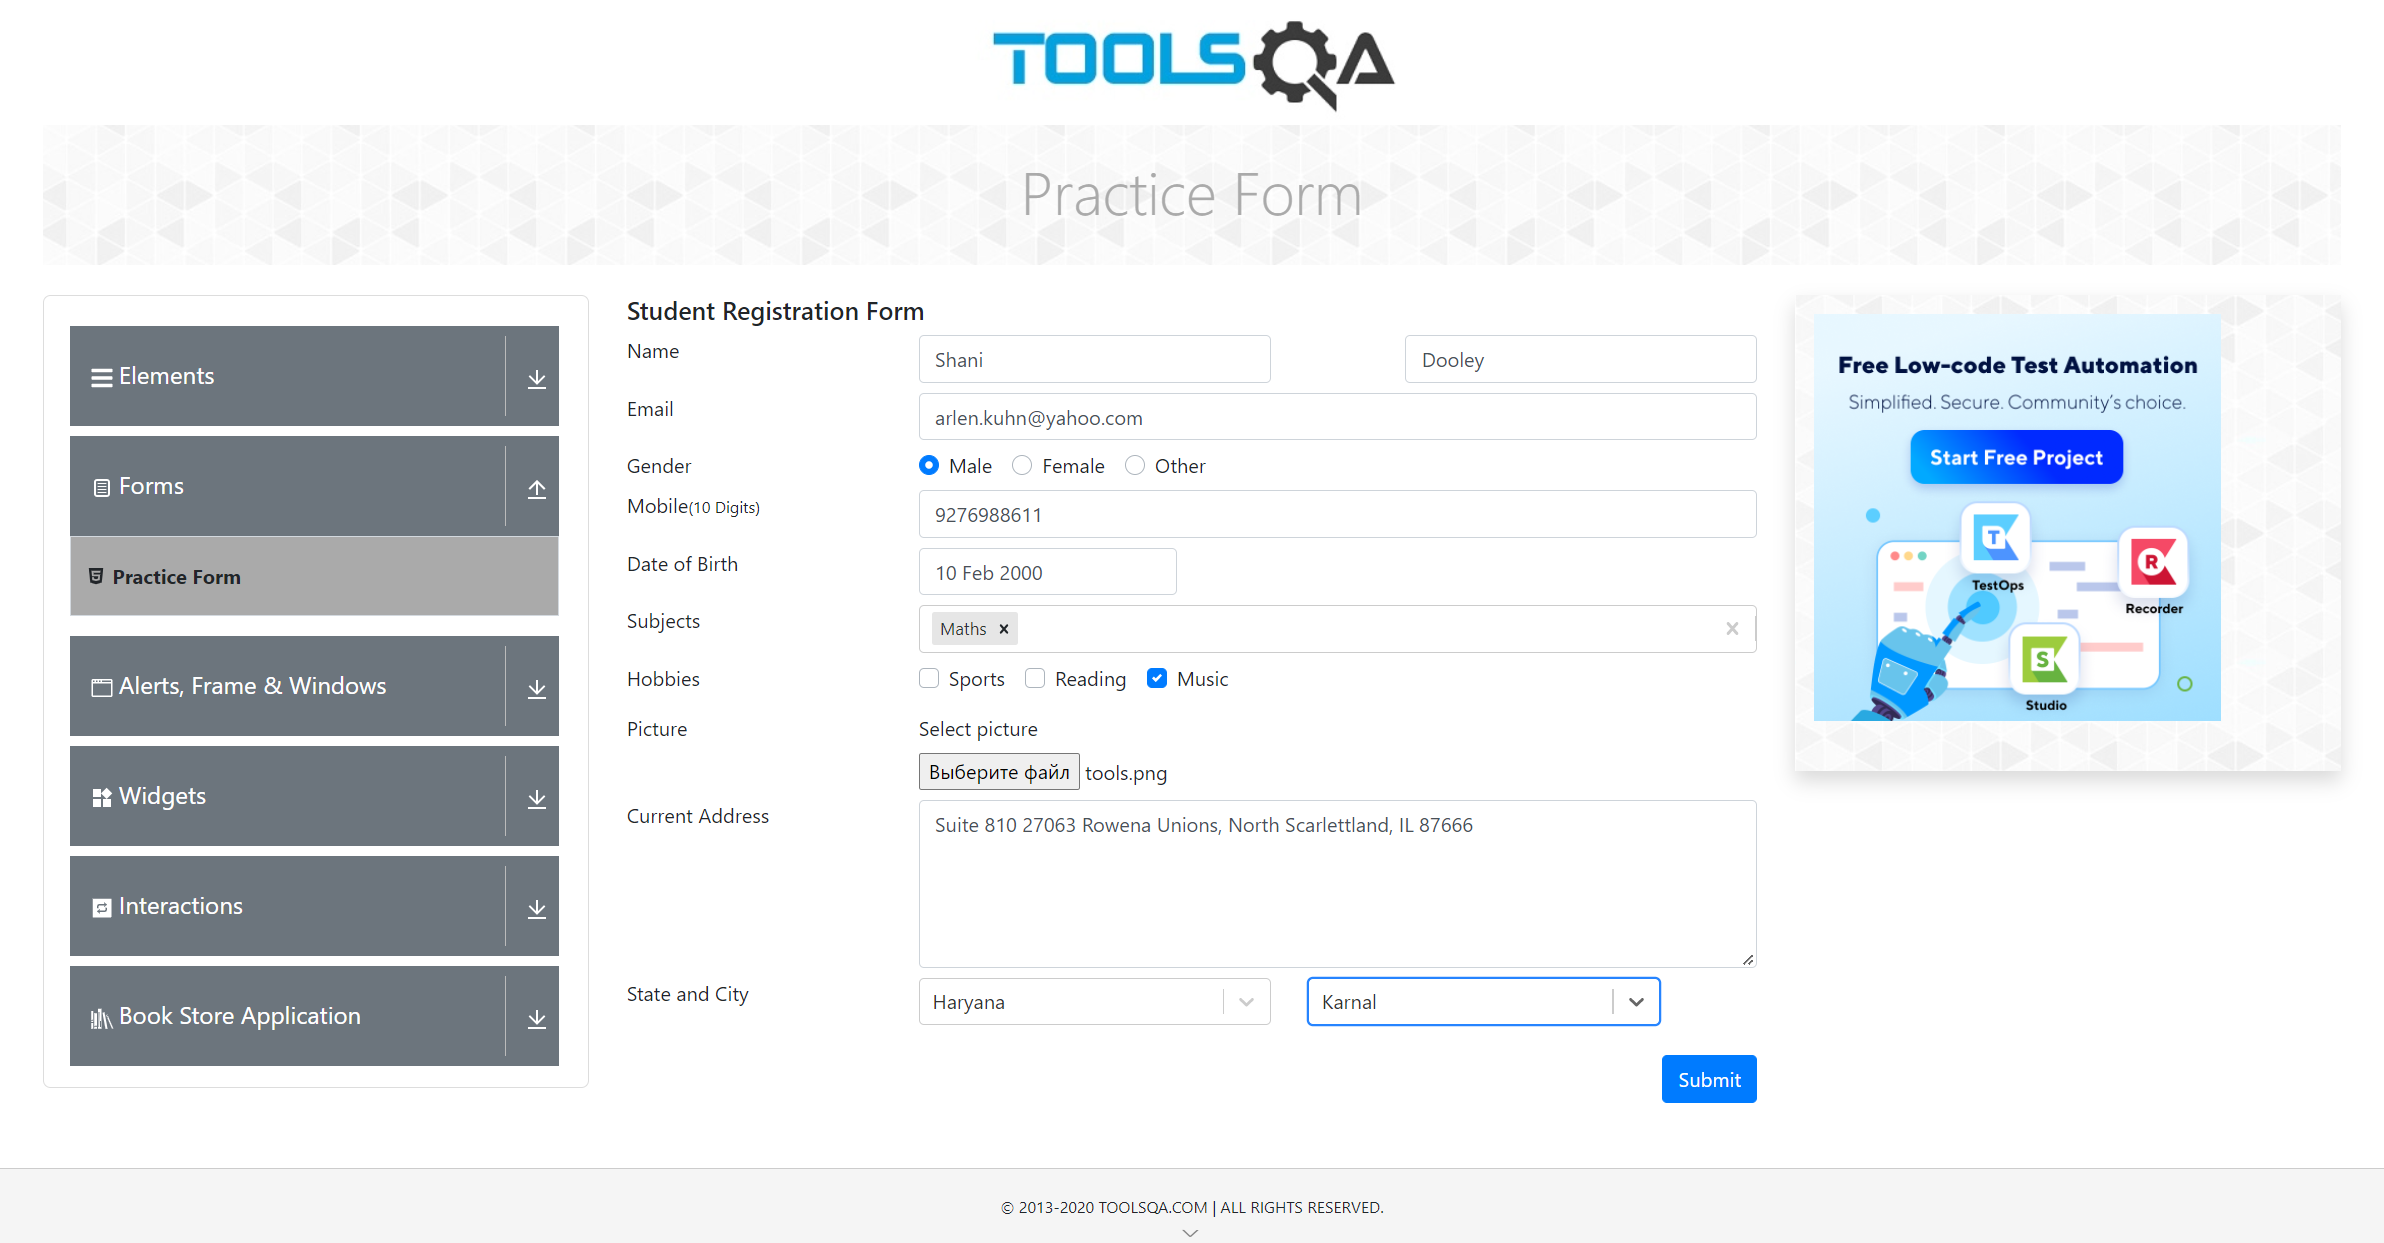 TOOLSQA
Practice Form
Elements
Forms
Practice Form
Alerts, Frame & Windows
Widgets
Interactions
Book Store Application
Student Registration Form
Name Shani Dooley
Email arlen.kuhn@yahoo.com
Gender Male Female Other
Mobile(10 Digits) 9276988611
Date of Birth 10 Feb 2000
Subjects Maths
Hobbies Sports Reading Music
Picture Select picture
Выберите файл tools.png
Current Address Suite 810 27063 Rowena Unions, North Scarlettland, IL 87666
State and City Haryana Karnal
Submit
Free Low-code Test Automation
Simplified. Secure. Community's choice.
Start Free Project
T
TestOps
R
Recorder
S
Studio
© 2013-2020 TOOLSQA.COM | ALL RIGHTS RESERVED.